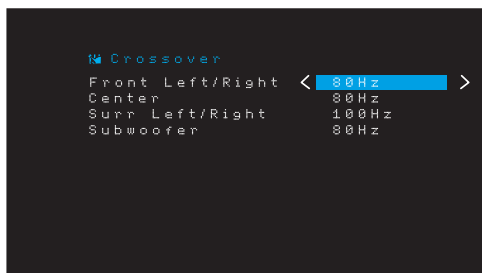 Crossover
Front Left/Right < 80Hz >
Center 80Hz
Surr Left/Right 100Hz
Subwoofer 80Hz